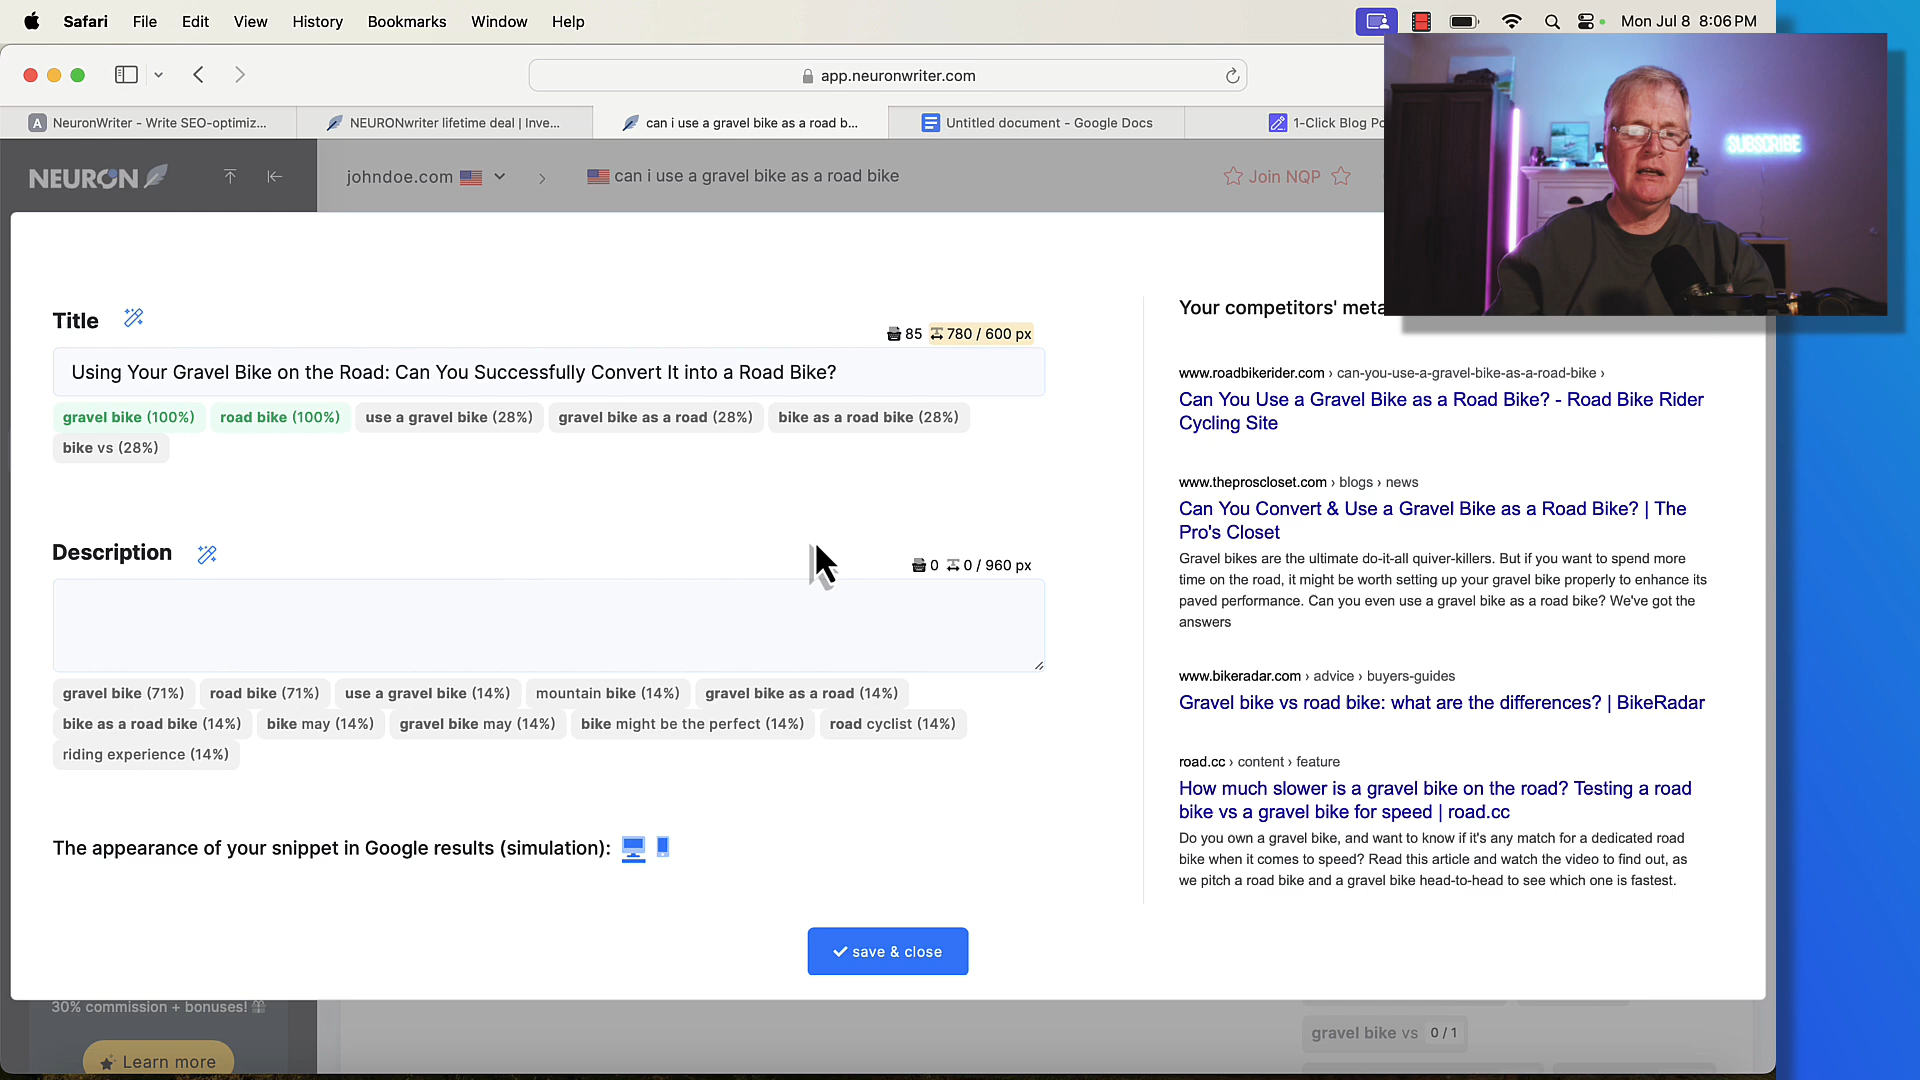 Safari File Edit View History Bookmarks Window Help Mon Jul 8 8:06 PM
app.neuronwriter.com
NeuronWriter - Write SEO-optimiz... NEURONwriter lifetime deal | Inve... can i use a gravel bike as a road b... Untitled document - Google Docs 1-Click Blog Po
NEURON johndoe.com can i use a gravel bike as a road bike Join NQP
SUBSCRIBE
Title
85 780 / 600 px
Using Your Gravel Bike on the Road: Can You Successfully Convert It into a Road Bike?
gravel bike (100%) road bike (100%) use a gravel bike (28%) gravel bike as a road (28%) bike as a road bike (28%)
bike vs (28%)
Description
0 0 / 960 px
gravel bike (71%) road bike (71%) use a gravel bike (14%) mountain bike (14%) gravel bike as a road (14%)
bike as a road bike (14%) bike may (14%) gravel bike may (14%) bike might be the perfect (14%) road cyclist (14%)
riding experience (14%)
The appearance of your snippet in Google results (simulation):
save & close
Your competitors' meta
www.roadbikerider.com › can-you-use-a-gravel-bike-as-a-road-bike ›
Can You Use a Gravel Bike as a Road Bike? - Road Bike Rider
Cycling Site
www.theproscloset.com › blogs › news
Can You Convert & Use a Gravel Bike as a Road Bike? | The
Pro's Closet
Gravel bikes are the ultimate do-it-all quiver-killers. But if you want to spend more
time on the road, it might be worth setting up your gravel bike properly to enhance its
paved performance. Can you even use a gravel bike as a road bike? We've got the
answers
www.bikeradar.com › advice › buyers-guides
Gravel bike vs road bike: what are the differences? | BikeRadar
road.cc › content › feature
How much slower is a gravel bike on the road? Testing a road
bike vs a gravel bike for speed | road.cc
Do you own a gravel bike, and want to know if it's any match for a dedicated road
bike when it comes to speed? Read this article and watch the video to find out, as
we pitch a road bike and a gravel bike head-to-head to see which one is fastest.
30% commission + bonuses!
Learn more
gravel bike vs 0 / 1